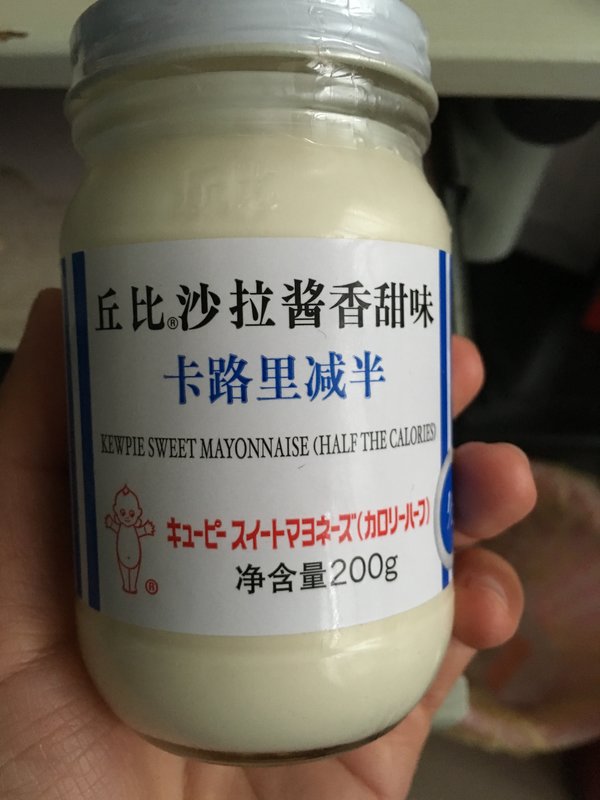 丘比®沙拉酱香甜味
卡路里减半
KEWPIE SWEET MAYONNAISE (HALF THE CALORIES)
キューピー スイートマヨネーズ(カロリーハーフ)
®
净含量200g